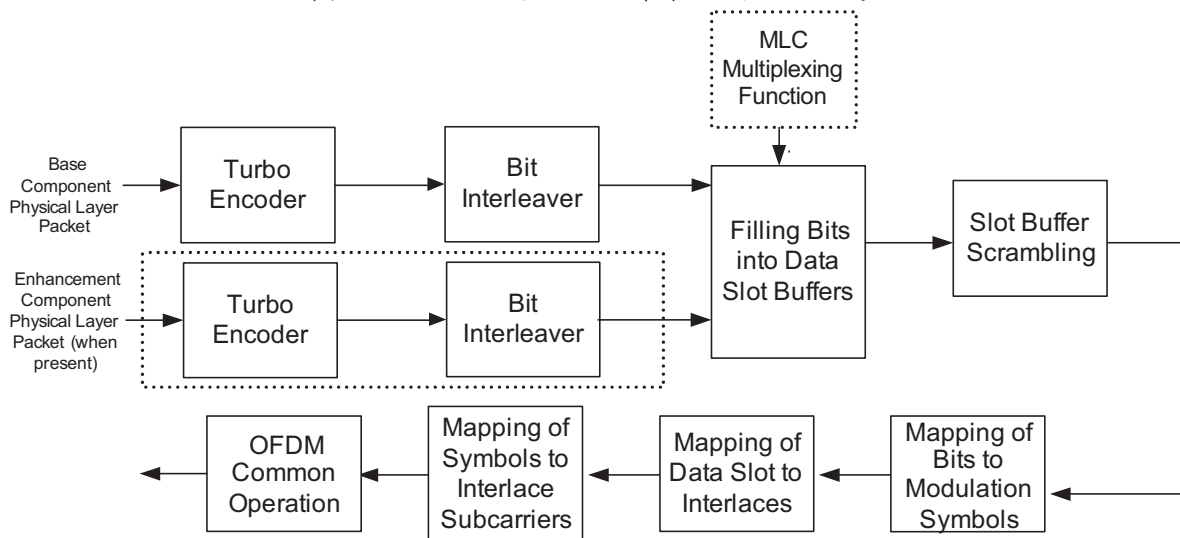 MLC
Multiplexing
Function
Base
Component
Physical Layer
Packet
Turbo
Encoder
Bit
Interleaver
Filling Bits
into Data
Slot Buffers
Slot Buffer
Scrambling
Enhancement
Component
Physical Layer
Packet (when
present)
Turbo
Encoder
Bit
Interleaver
OFDM
Common
Operation
Mapping of
Symbols to
Interlace
Subcarriers
Mapping of
Data Slot to
Interlaces
Mapping of
Bits to
Modulation
Symbols